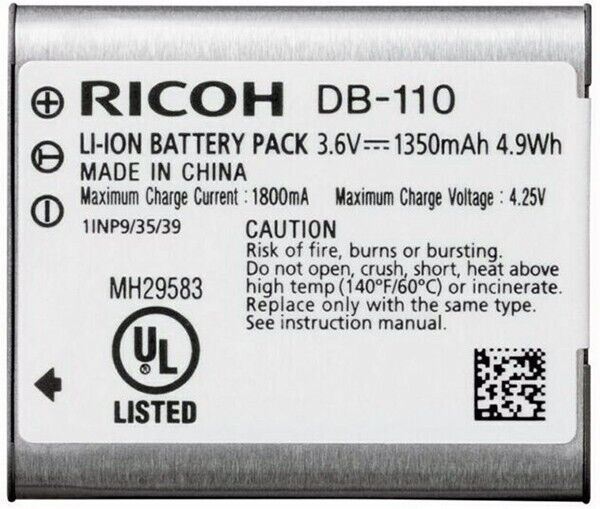 RICOH DB-110
LI-ION BATTERY PACK 3.6V⎓1350mAh 4.9Wh
MADE IN CHINA
Maximum Charge Current : 1800mA Maximum Charge Voltage : 4.25V
1INP9/35/39
CAUTION
Risk of fire, burns or bursting.
Do not open, crush, short, heat above
high temp (140°F/60°C) or incinerate.
Replace only with the same type.
See instruction manual.
MH29583
UL®
LISTED